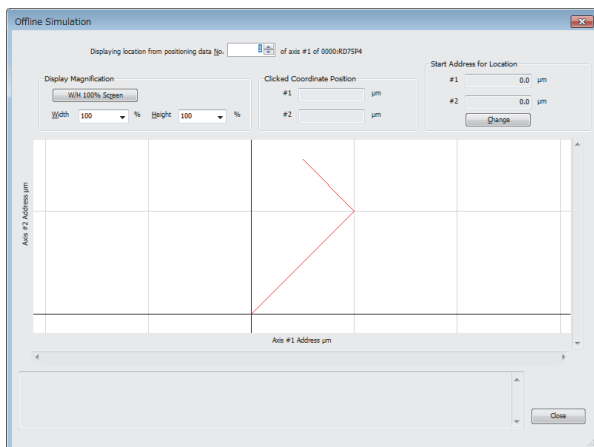 Offline Simulation
Displaying location from positioning data No. 1 of axis #1 of 0000:RD75P4
Display Magnification
W/H 100% Screen
Width 100 % Height 100 %
Clicked Coordinate Position
#1 µm
#2 µm
Start Address for Location
#1 0.0 µm
#2 0.0 µm
Change
Axis #2 Address µm
Axis #1 Address µm
Close